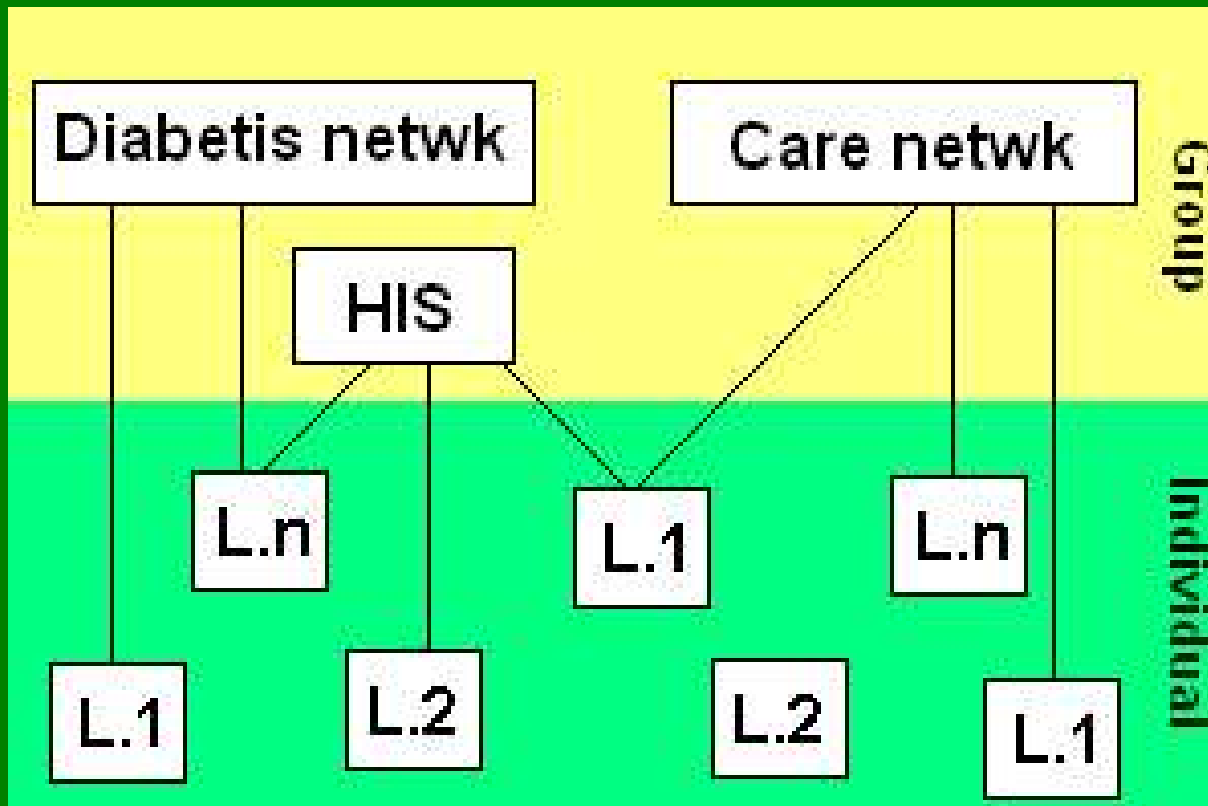 Diabetis netwk
Care netwk
Group
HIS
L.n
L.1
L.n
Individual
L.1
L.2
L.2
L.1